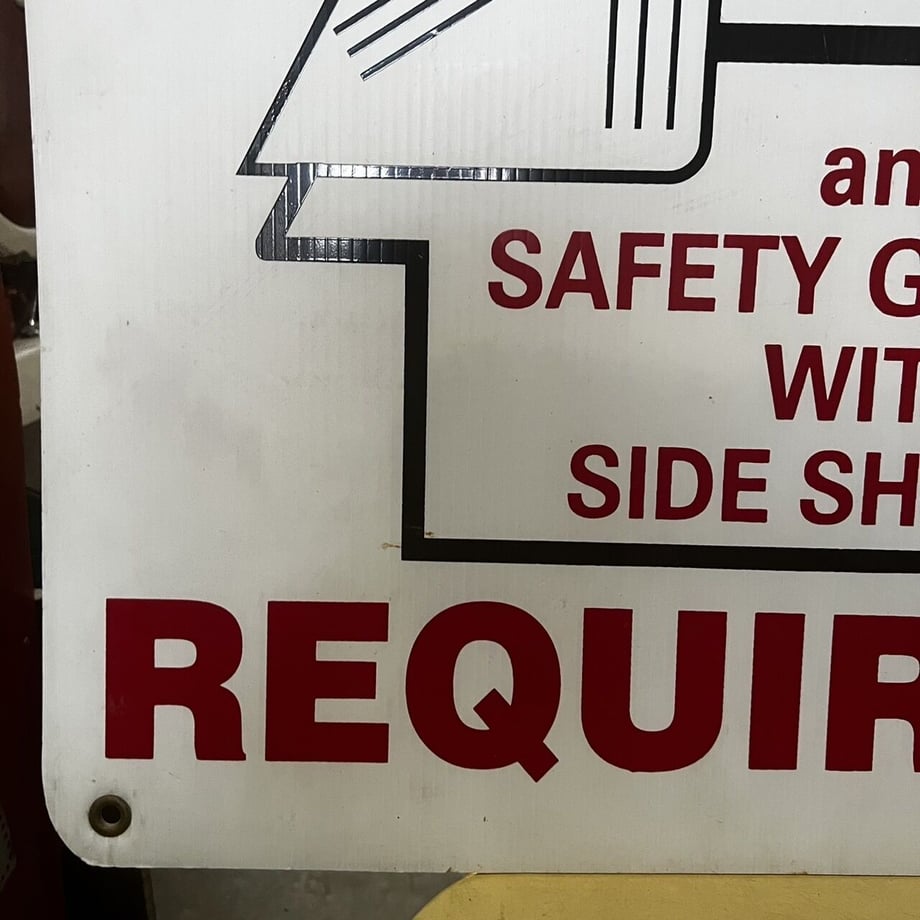 an
SAFETY G
WIT
SIDE SH
REQUIR